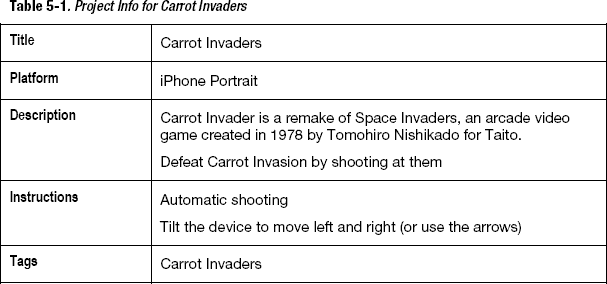 Table 5-1. Project Info for Carrot Invaders
Title
Carrot Invaders
Platform
iPhone Portrait
Description
Carrot Invader is a remake of Space Invaders, an arcade video
game created in 1978 by Tomohiro Nishikado for Taito.
Defeat Carrot Invasion by shooting at them
Instructions
Automatic shooting
Tilt the device to move left and right (or use the arrows)
Tags
Carrot Invaders